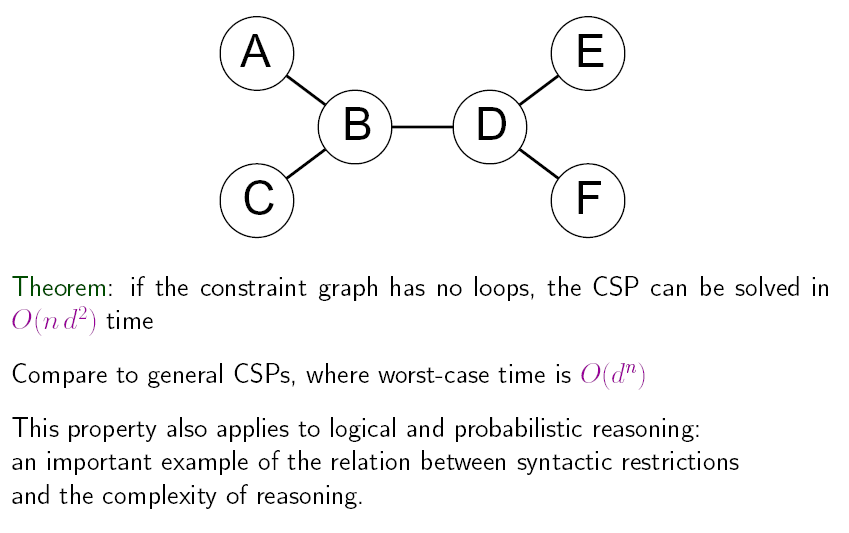 A
E
B
D
C
F
Theorem: if the constraint graph has no loops, the CSP can be solved in
O(n d²) time
Compare to general CSPs, where worst-case time is O(dⁿ)
This property also applies to logical and probabilistic reasoning:
an important example of the relation between syntactic restrictions
and the complexity of reasoning.